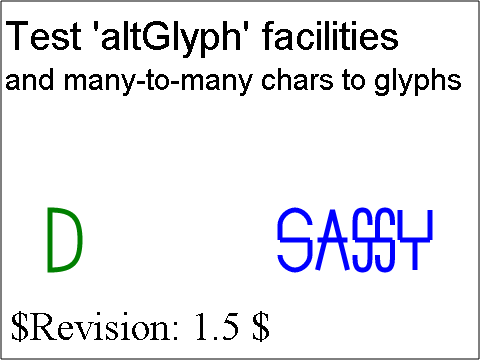 Test 'altGlyph' facilities
and many-to-many chars to glyphs
D SASSY
$Revision: 1.5 $